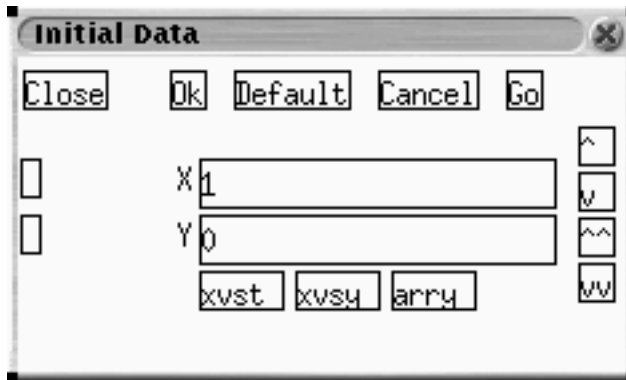 Initial Data
Close Ok Default Cancel Go
^
X 1
v
Y 0
^^
xvst xvsy arry
vv